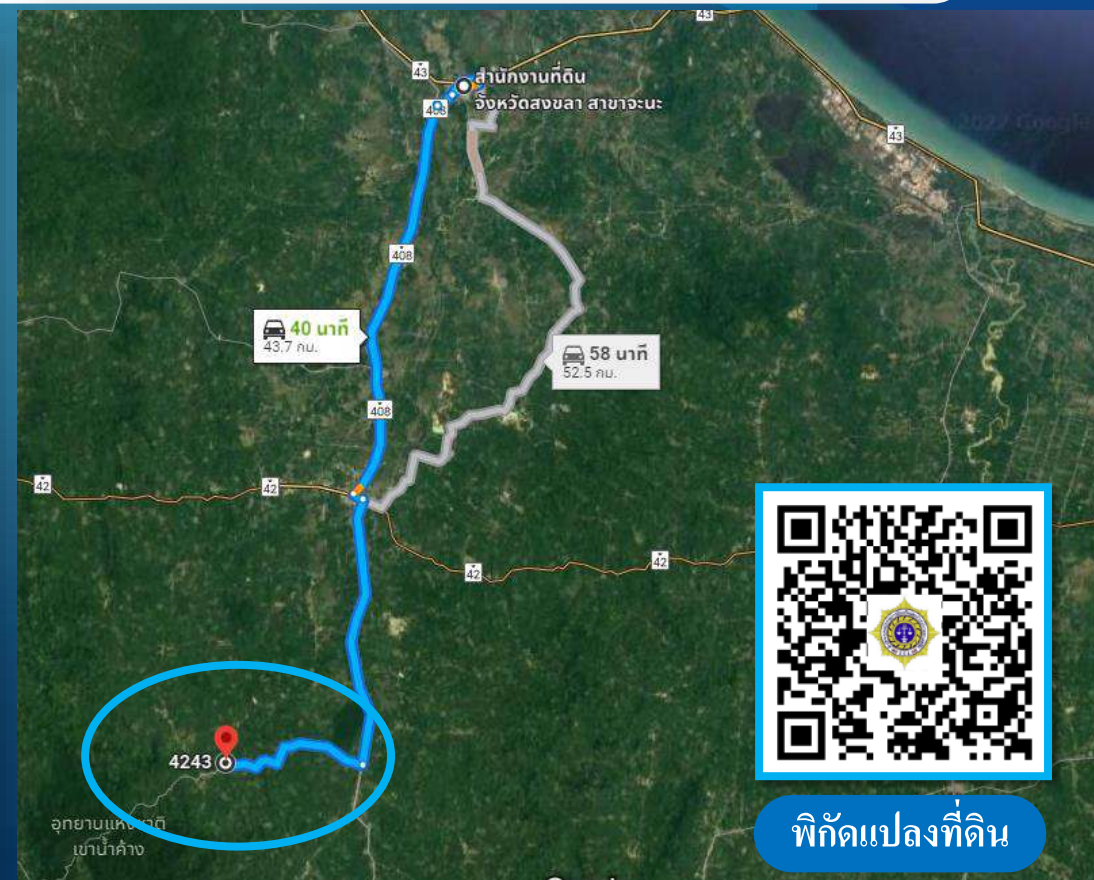 43
43
สำนักงานที่ดิน
จังหวัดสงขลา สาขาจะนะ
408
2022 Google
43
408
40 นาที
43.7 กม.
58 นาที
52.5 กม.
408
42
42
42
42
4243
อุทยานแห่งชาติ
เขาน้ำค้าง
พิกัดแปลงที่ดิน